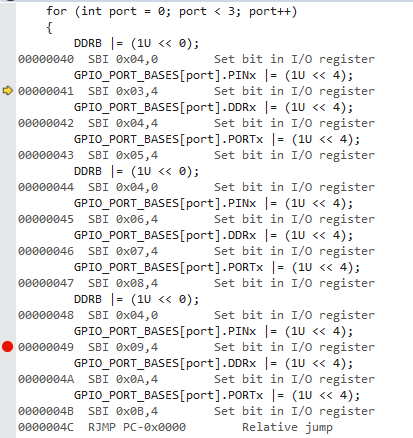 for (int port = 0; port < 3; port++)
{
DDRB |= (1U << 0);
00000040 SBI 0x04,0 Set bit in I/O register
GPIO_PORT_BASES[port].PINx |= (1U << 4);
00000041 SBI 0x03,4 Set bit in I/O register
GPIO_PORT_BASES[port].DDRx |= (1U << 4);
00000042 SBI 0x04,4 Set bit in I/O register
GPIO_PORT_BASES[port].PORTx |= (1U << 4);
00000043 SBI 0x05,4 Set bit in I/O register
DDRB |= (1U << 0);
00000044 SBI 0x04,0 Set bit in I/O register
GPIO_PORT_BASES[port].PINx |= (1U << 4);
00000045 SBI 0x06,4 Set bit in I/O register
GPIO_PORT_BASES[port].DDRx |= (1U << 4);
00000046 SBI 0x07,4 Set bit in I/O register
GPIO_PORT_BASES[port].PORTx |= (1U << 4);
00000047 SBI 0x08,4 Set bit in I/O register
DDRB |= (1U << 0);
00000048 SBI 0x04,0 Set bit in I/O register
GPIO_PORT_BASES[port].PINx |= (1U << 4);
00000049 SBI 0x09,4 Set bit in I/O register
GPIO_PORT_BASES[port].DDRx |= (1U << 4);
0000004A SBI 0x0A,4 Set bit in I/O register
GPIO_PORT_BASES[port].PORTx |= (1U << 4);
0000004B SBI 0x0B,4 Set bit in I/O register
0000004C RJMP PC-0x0000 Relative jump